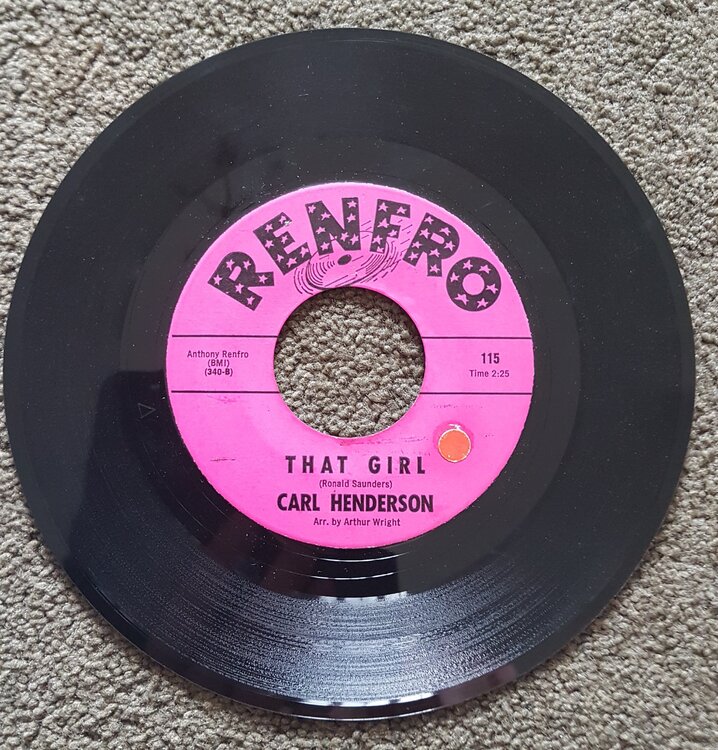 RENFRO
Anthony Renfro
(BMI)
(340-B)
115
Time 2:25
THAT GIRL
(Ronald Saunders)
CARL HENDERSON
Arr. by Arthur Wright